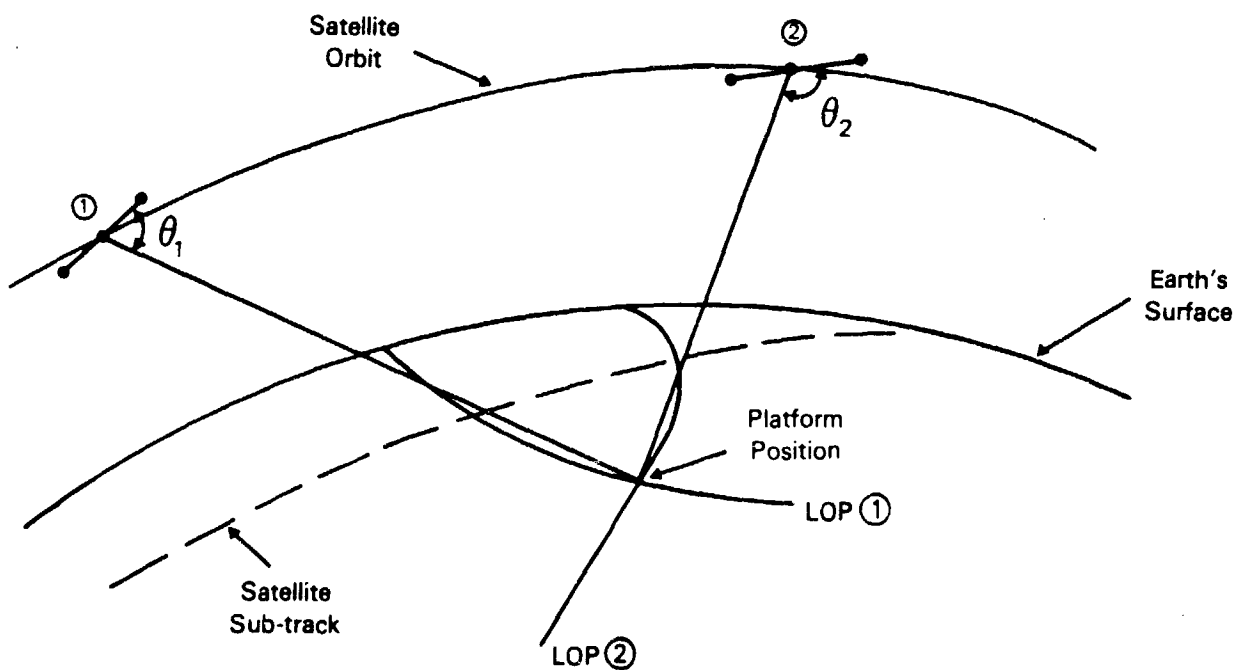 Satellite
Orbit
②
θ₂
①
θ₁
Earth's
Surface
Platform
Position
LOP ①
Satellite
Sub-track
LOP ②